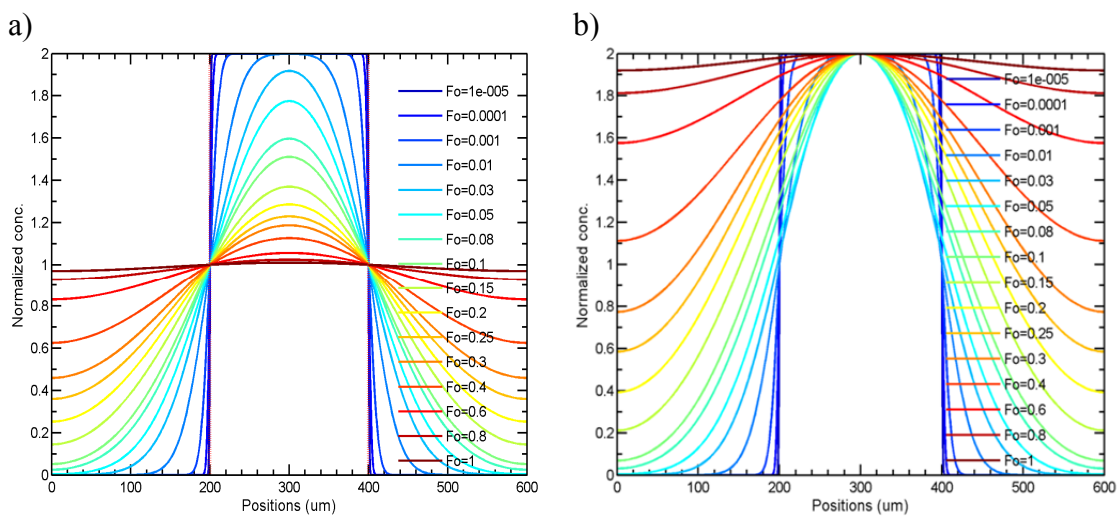 a)
Normalized conc.
2
1.8
1.6
1.4
1.2
1
0.8
0.6
0.4
0.2
0
0
100
200
300
400
500
600
Positions (um)
Fo=1e-005
Fo=0.0001
Fo=0.001
Fo=0.01
Fo=0.03
Fo=0.05
Fo=0.08
Fo=0.1
Fo=0.15
Fo=0.2
Fo=0.25
Fo=0.3
Fo=0.4
Fo=0.6
Fo=0.8
Fo=1
b)
Normalized conc.
2
1.8
1.6
1.4
1.2
1
0.8
0.6
0.4
0.2
0
0
100
200
300
400
500
600
Positions (um)
Fo=1e-005
Fo=0.0001
Fo=0.001
Fo=0.01
Fo=0.03
Fo=0.05
Fo=0.08
Fo=0.1
Fo=0.15
Fo=0.2
Fo=0.25
Fo=0.3
Fo=0.4
Fo=0.6
Fo=0.8
Fo=1